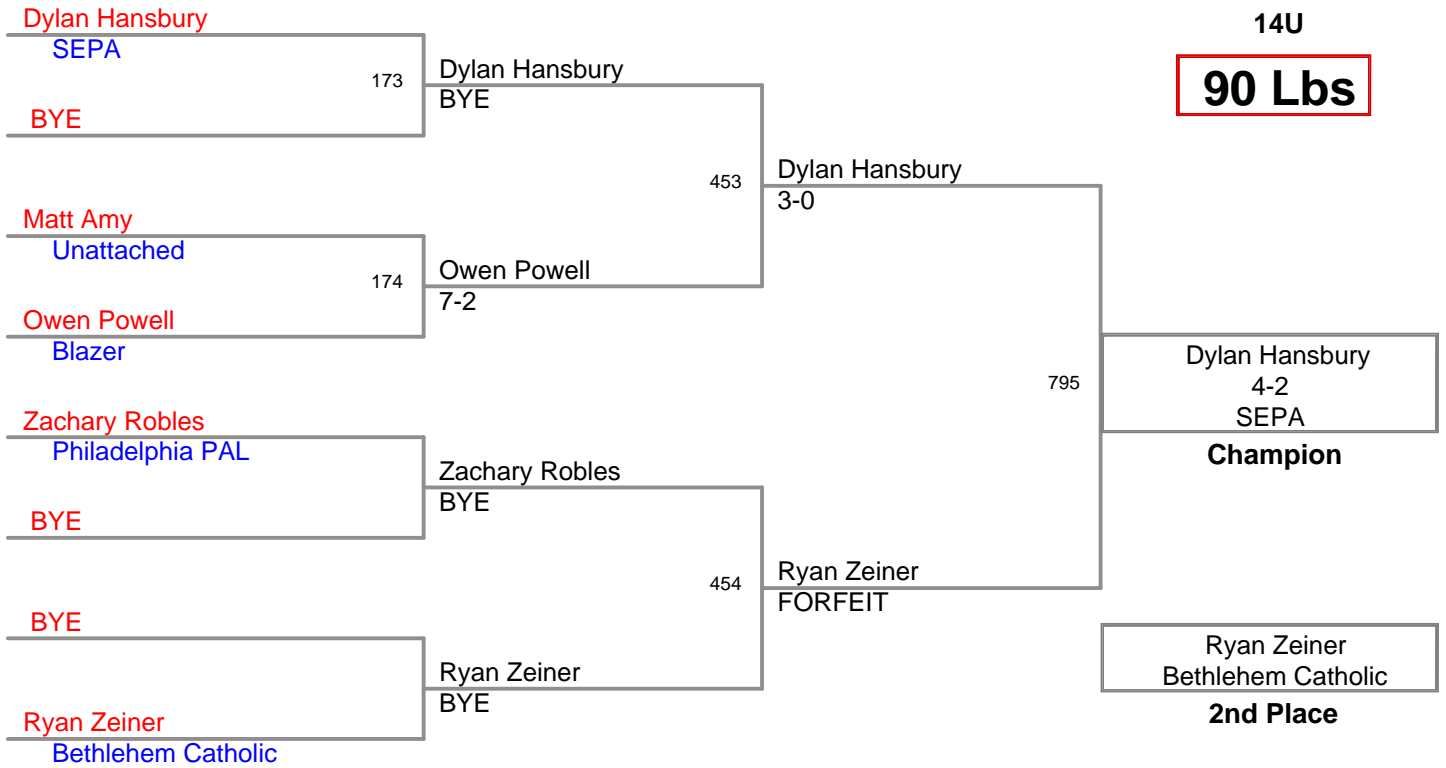 Dylan Hansbury
SEPA
BYE
Matt Amy
Unattached
Owen Powell
Blazer
Zachary Robles
Philadelphia PAL
BYE
BYE
Ryan Zeiner
Bethlehem Catholic
173
174
Dylan Hansbury
BYE
Owen Powell
7-2
Zachary Robles
BYE
Ryan Zeiner
BYE
453
454
Dylan Hansbury
3-0
Ryan Zeiner
FORFEIT
795
14U
90 Lbs
Dylan Hansbury
4-2
SEPA
Champion
Ryan Zeiner
Bethlehem Catholic
2nd Place